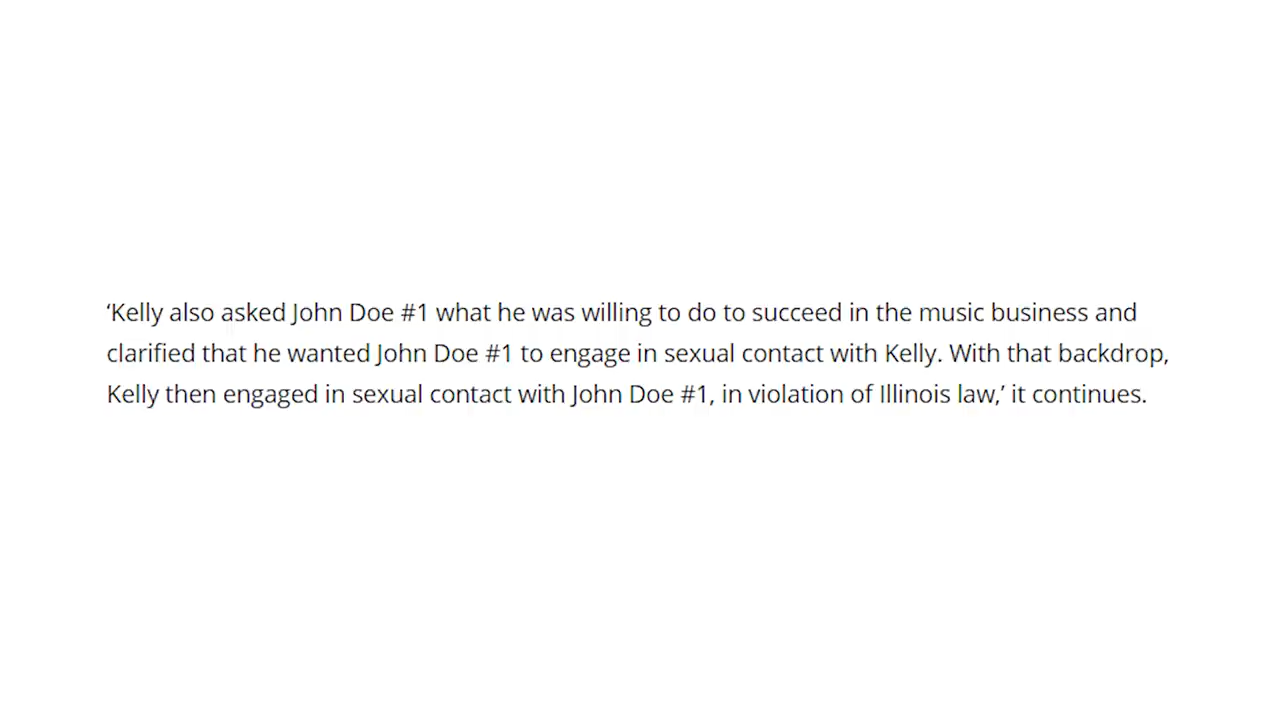 ‘Kelly also asked John Doe #1 what he was willing to do to succeed in the music business and
clarified that he wanted John Doe #1 to engage in sexual contact with Kelly. With that backdrop,
Kelly then engaged in sexual contact with John Doe #1, in violation of Illinois law,’ it continues.